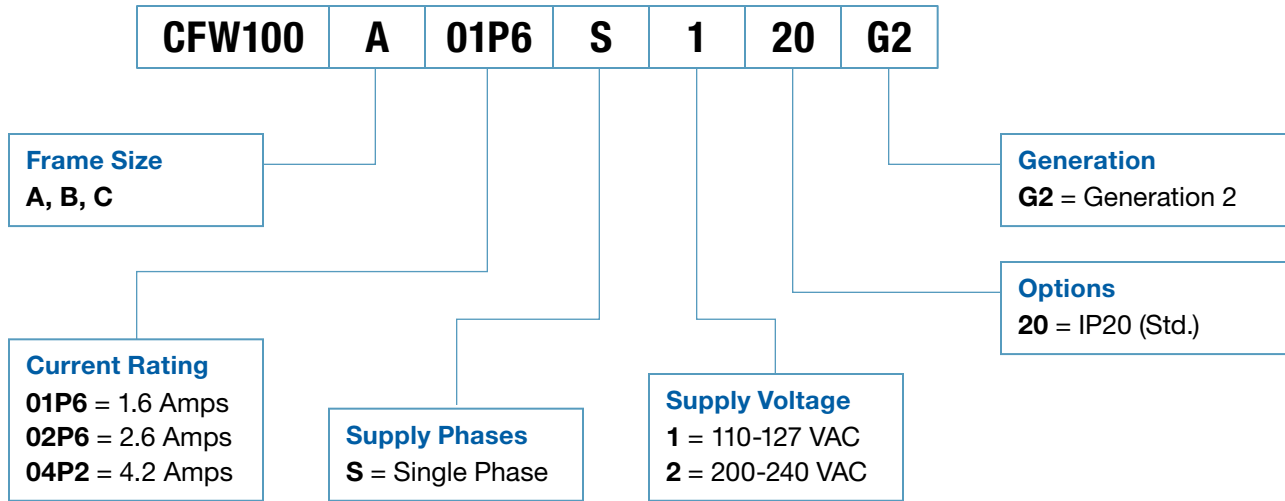 CFW100 A 01P6 S 1 20 G2
Frame Size
A, B, C
Generation
G2 = Generation 2
Options
20 = IP20 (Std.)
Current Rating
01P6 = 1.6 Amps
02P6 = 2.6 Amps
04P2 = 4.2 Amps
Supply Phases
S = Single Phase
Supply Voltage
1 = 110-127 VAC
2 = 200-240 VAC